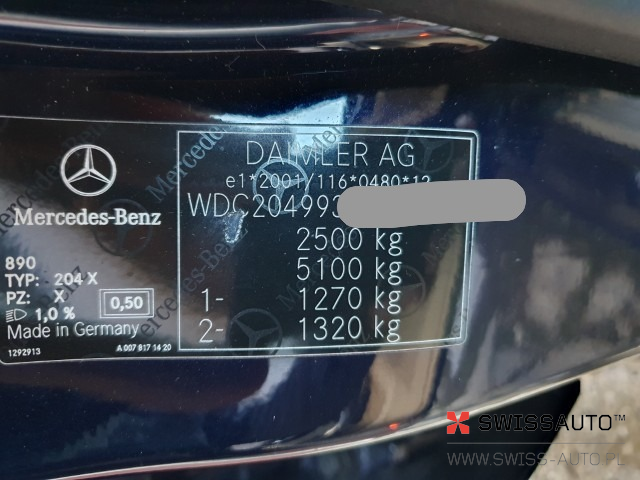 Mercedes-Benz
890
TYP: 204 X
PZ: X
1,0 %
0,50
Made in Germany
1292913
A 007 817 14 20
DAIMLER AG
e1*2001/116*0480*12
WDC204993
2500 kg
5100 kg
1- 1270 kg
2- 1320 kg
SWISSAUTO™
WWW.SWISS-AUTO.PL